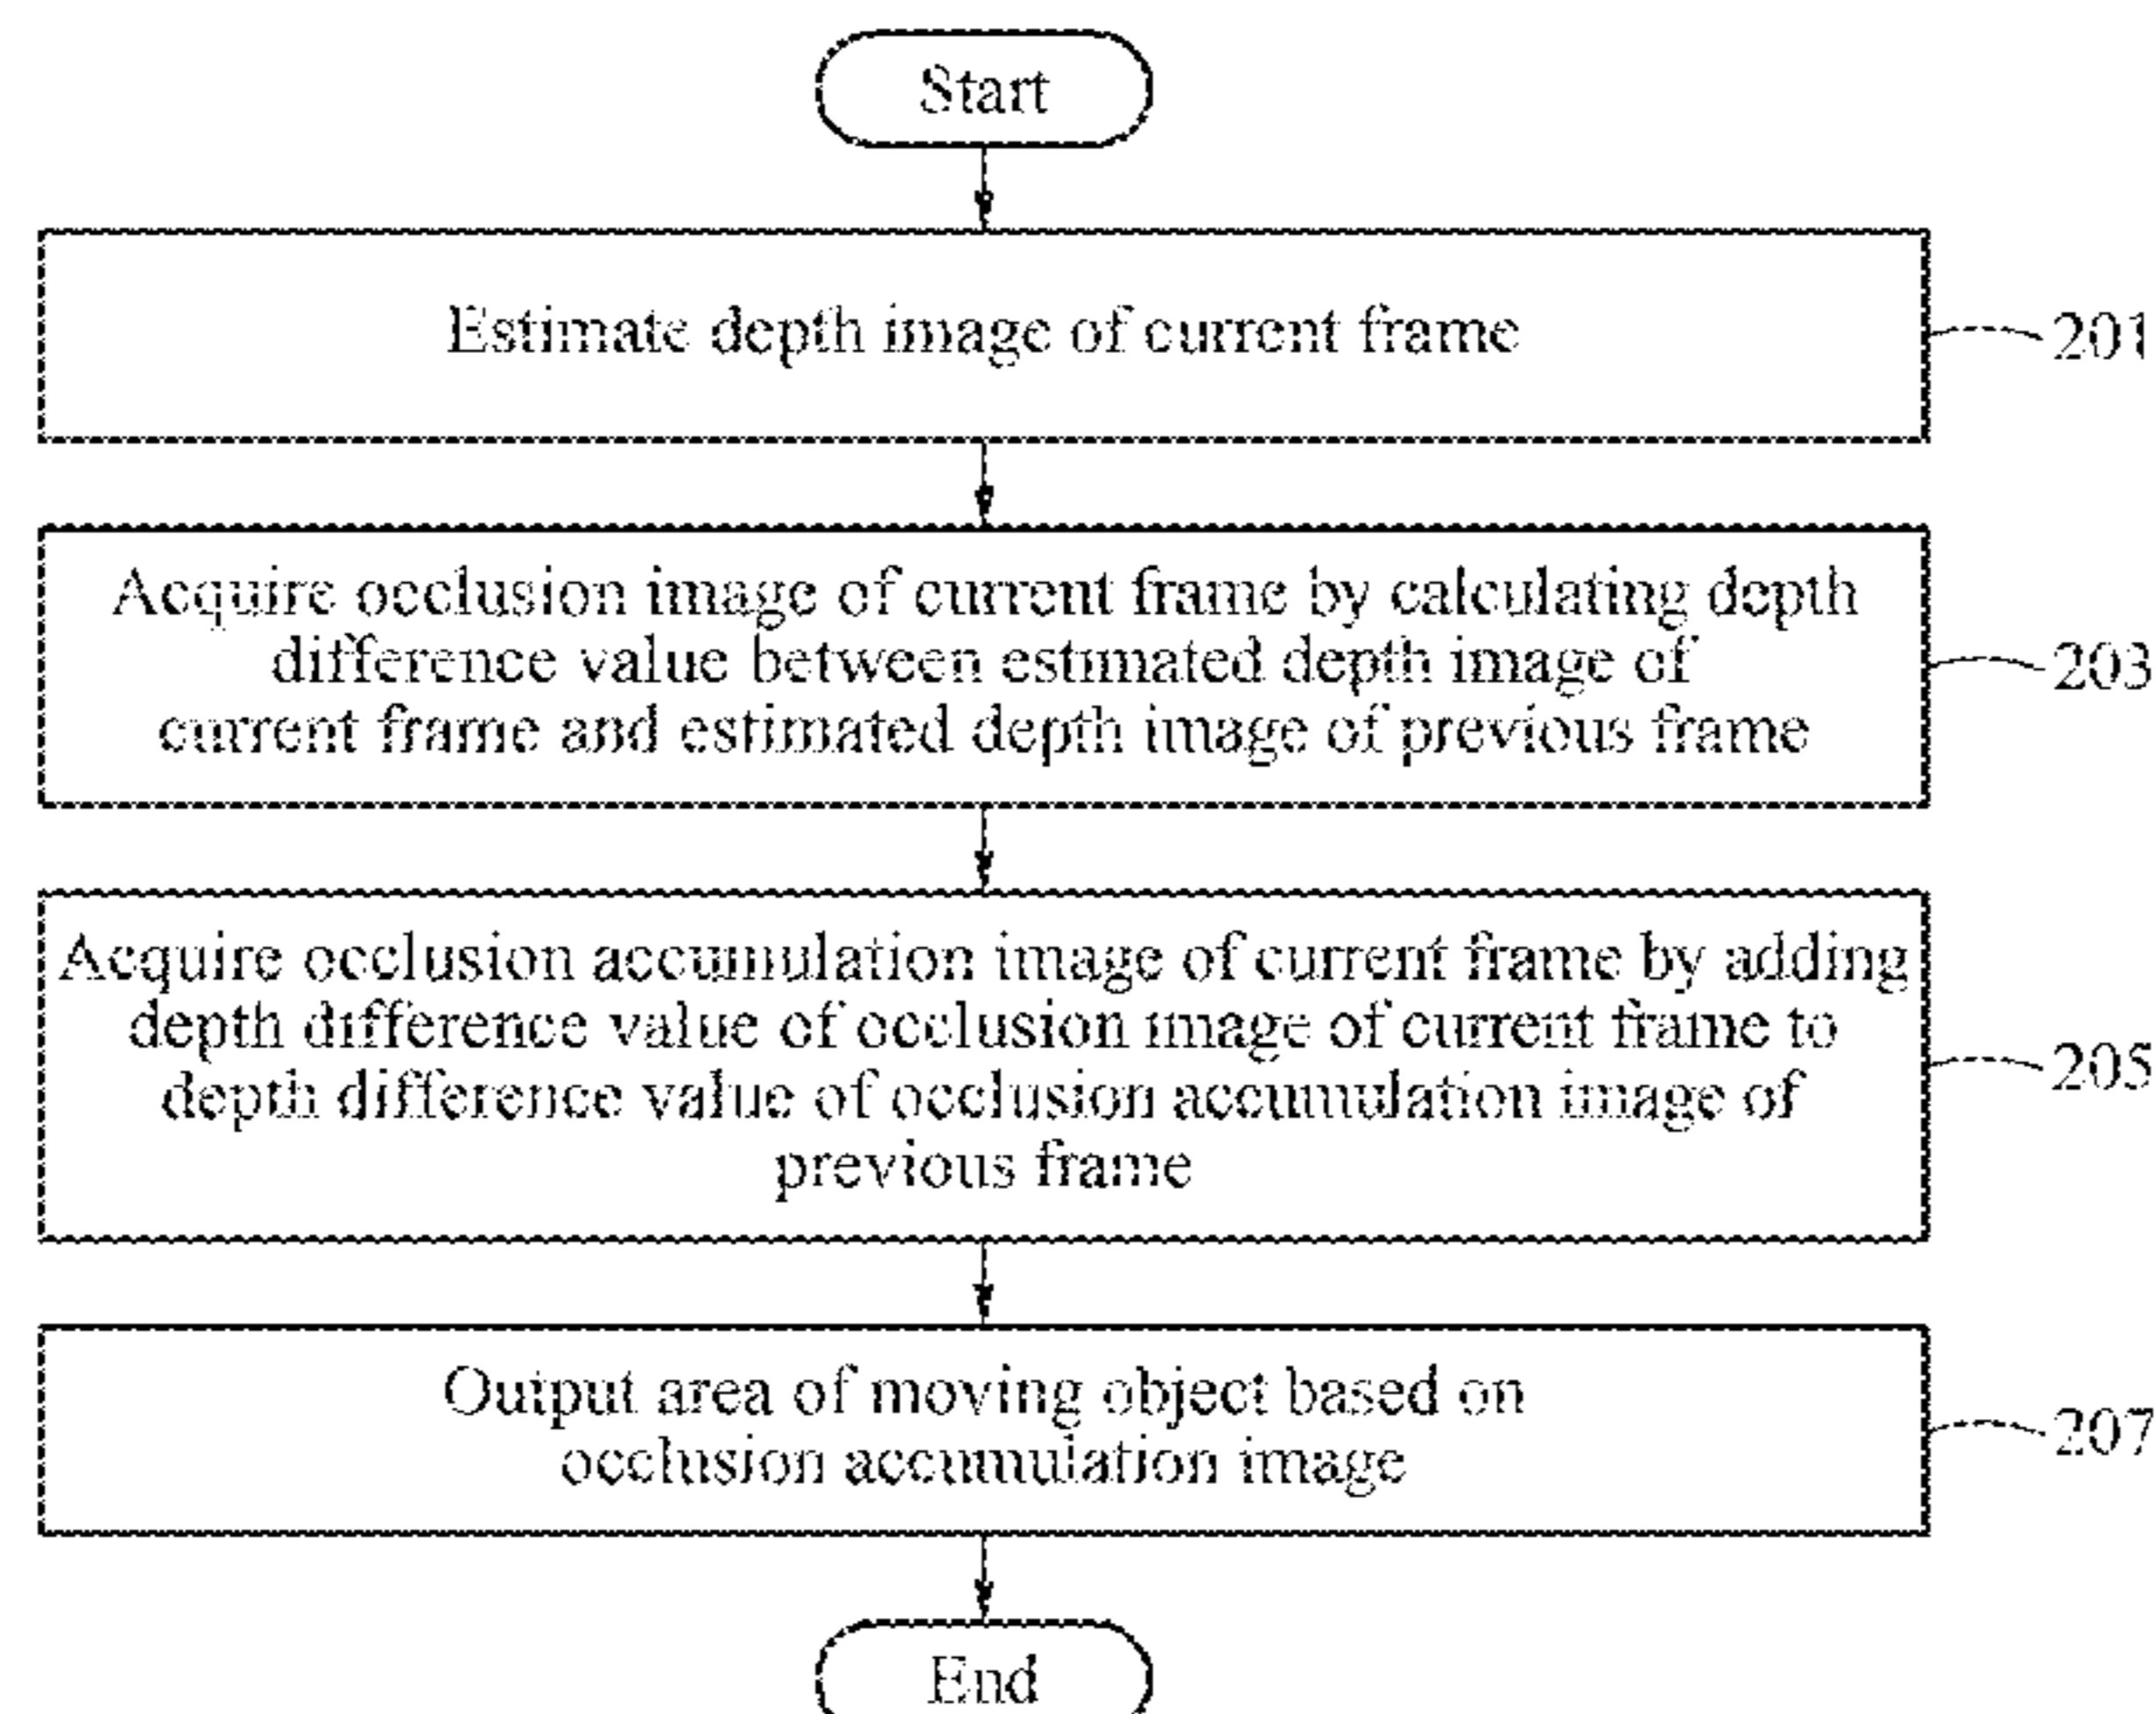 Start
Estimate depth image of current frame
201
Acquire occlusion image of current frame by calculating depth
difference value between estimated depth image of
current frame and estimated depth image of previous frame
203
Acquire occlusion accumulation image of current frame by adding
depth difference value of occlusion image of current frame to
depth difference value of occlusion accumulation image of
previous frame
205
Output area of moving object based on
occlusion accumulation image
207
End